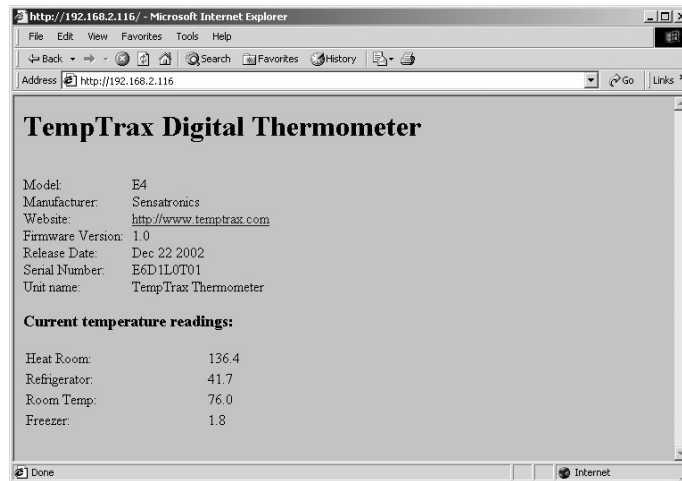 http://192.168.2.116/ - Microsoft Internet Explorer
File Edit View Favorites Tools Help
Back Search Favorites History
Address http://192.168.2.116 Go Links
TempTrax Digital Thermometer
Model: E4
Manufacturer: Sensatronics
Website: http://www.temptrax.com
Firmware Version: 1.0
Release Date: Dec 22 2002
Serial Number: E6D1L0T01
Unit name: TempTrax Thermometer
Current temperature readings:
Heat Room: 136.4
Refrigerator: 41.7
Room Temp: 76.0
Freezer: 1.8
Done Internet